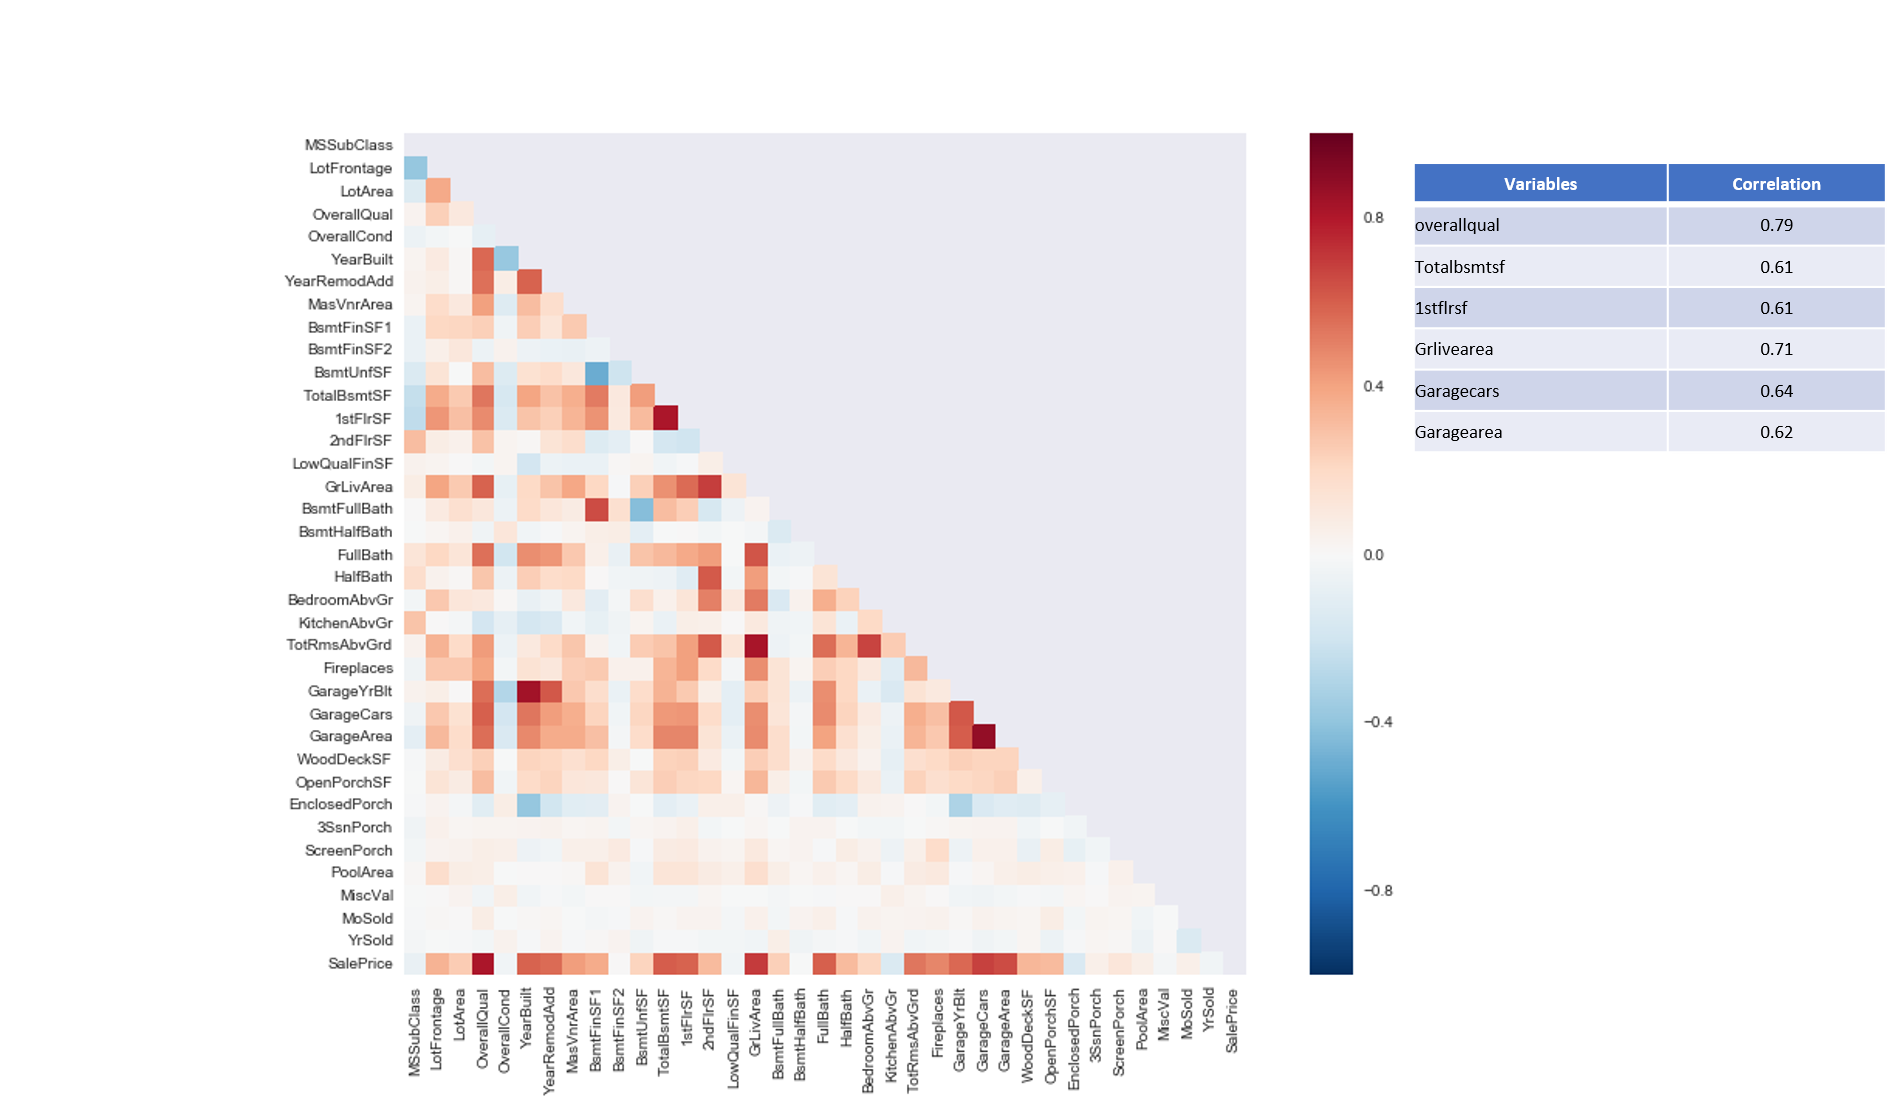 MSSubClass
LotFrontage
LotArea
OverallQual
OverallCond
YearBuilt
YearRemodAdd
MasVnrArea
BsmtFinSF1
BsmtFinSF2
BsmtUnfSF
TotalBsmtSF
1stFlrSF
2ndFlrSF
LowQualFinSF
GrLivArea
BsmtFullBath
BsmtHalfBath
FullBath
HalfBath
BedroomAbvGr
KitchenAbvGr
TotRmsAbvGrd
Fireplaces
GarageYrBlt
GarageCars
GarageArea
WoodDeckSF
OpenPorchSF
EnclosedPorch
3SsnPorch
ScreenPorch
PoolArea
MiscVal
MoSold
YrSold
SalePrice
MSSubClass
LotFrontage
LotArea
OverallQual
OverallCond
YearBuilt
YearRemodAdd
MasVnrArea
BsmtFinSF1
BsmtFinSF2
BsmtUnfSF
TotalBsmtSF
1stFlrSF
2ndFlrSF
LowQualFinSF
GrLivArea
BsmtFullBath
BsmtHalfBath
FullBath
HalfBath
BedroomAbvGr
KitchenAbvGr
TotRmsAbvGrd
Fireplaces
GarageYrBlt
GarageCars
GarageArea
WoodDeckSF
OpenPorchSF
EnclosedPorch
3SsnPorch
ScreenPorch
PoolArea
MiscVal
MoSold
YrSold
SalePrice
0.8
0.4
0.0
−0.4
−0.8
Variables Correlation
overallqual 0.79
Totalbsmtsf 0.61
1stflrsf 0.61
Grlivearea 0.71
Garagecars 0.64
Garagearea 0.62